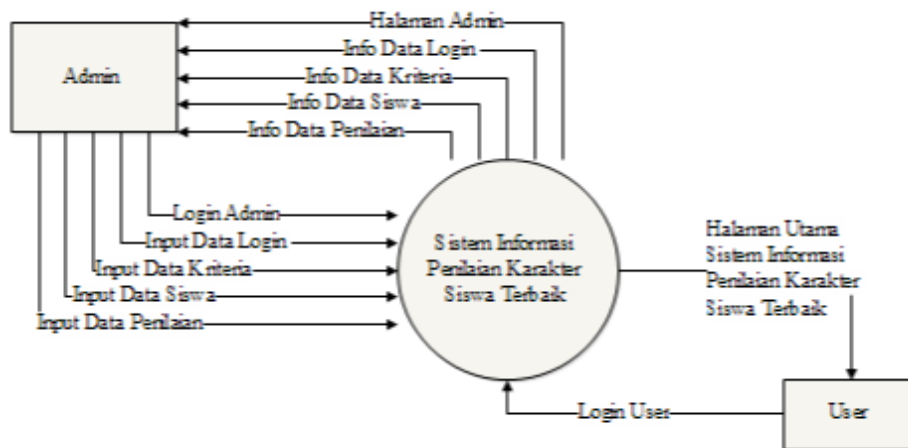 Halaman Admin
Info Data Login
Info Data Kriteria
Info Data Siswa
Info Data Penilaian
Admin
Login Admin
Input Data Login
Input Data Kriteria
Input Data Siswa
Input Data Penilaian
Sistem Informasi
Penilaian Karakter
Siswa Terbaik
Halaman Utama
Sistem Informasi
Penilaian Karakter
Siswa Terbaik
Login User
User